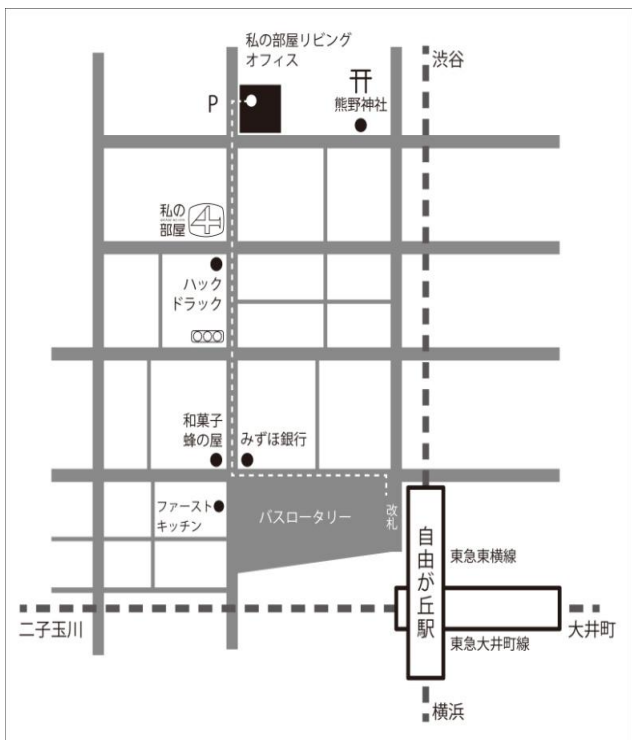 私の部屋リビング
オフィス
渋谷
P
熊野神社
私の
部屋
ハック
ドラック
和菓子
蜂の屋
みずほ銀行
ファースト
キッチン
バスロータリー
改札
自由が丘駅
東急東横線
二子玉川
大井町
東急大井町線
横浜